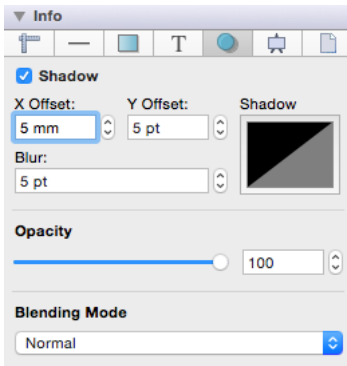 Info
T
Shadow
X Offset: Y Offset: Shadow
5 mm 5 pt
Blur:
5 pt
Opacity
100
Blending Mode
Normal